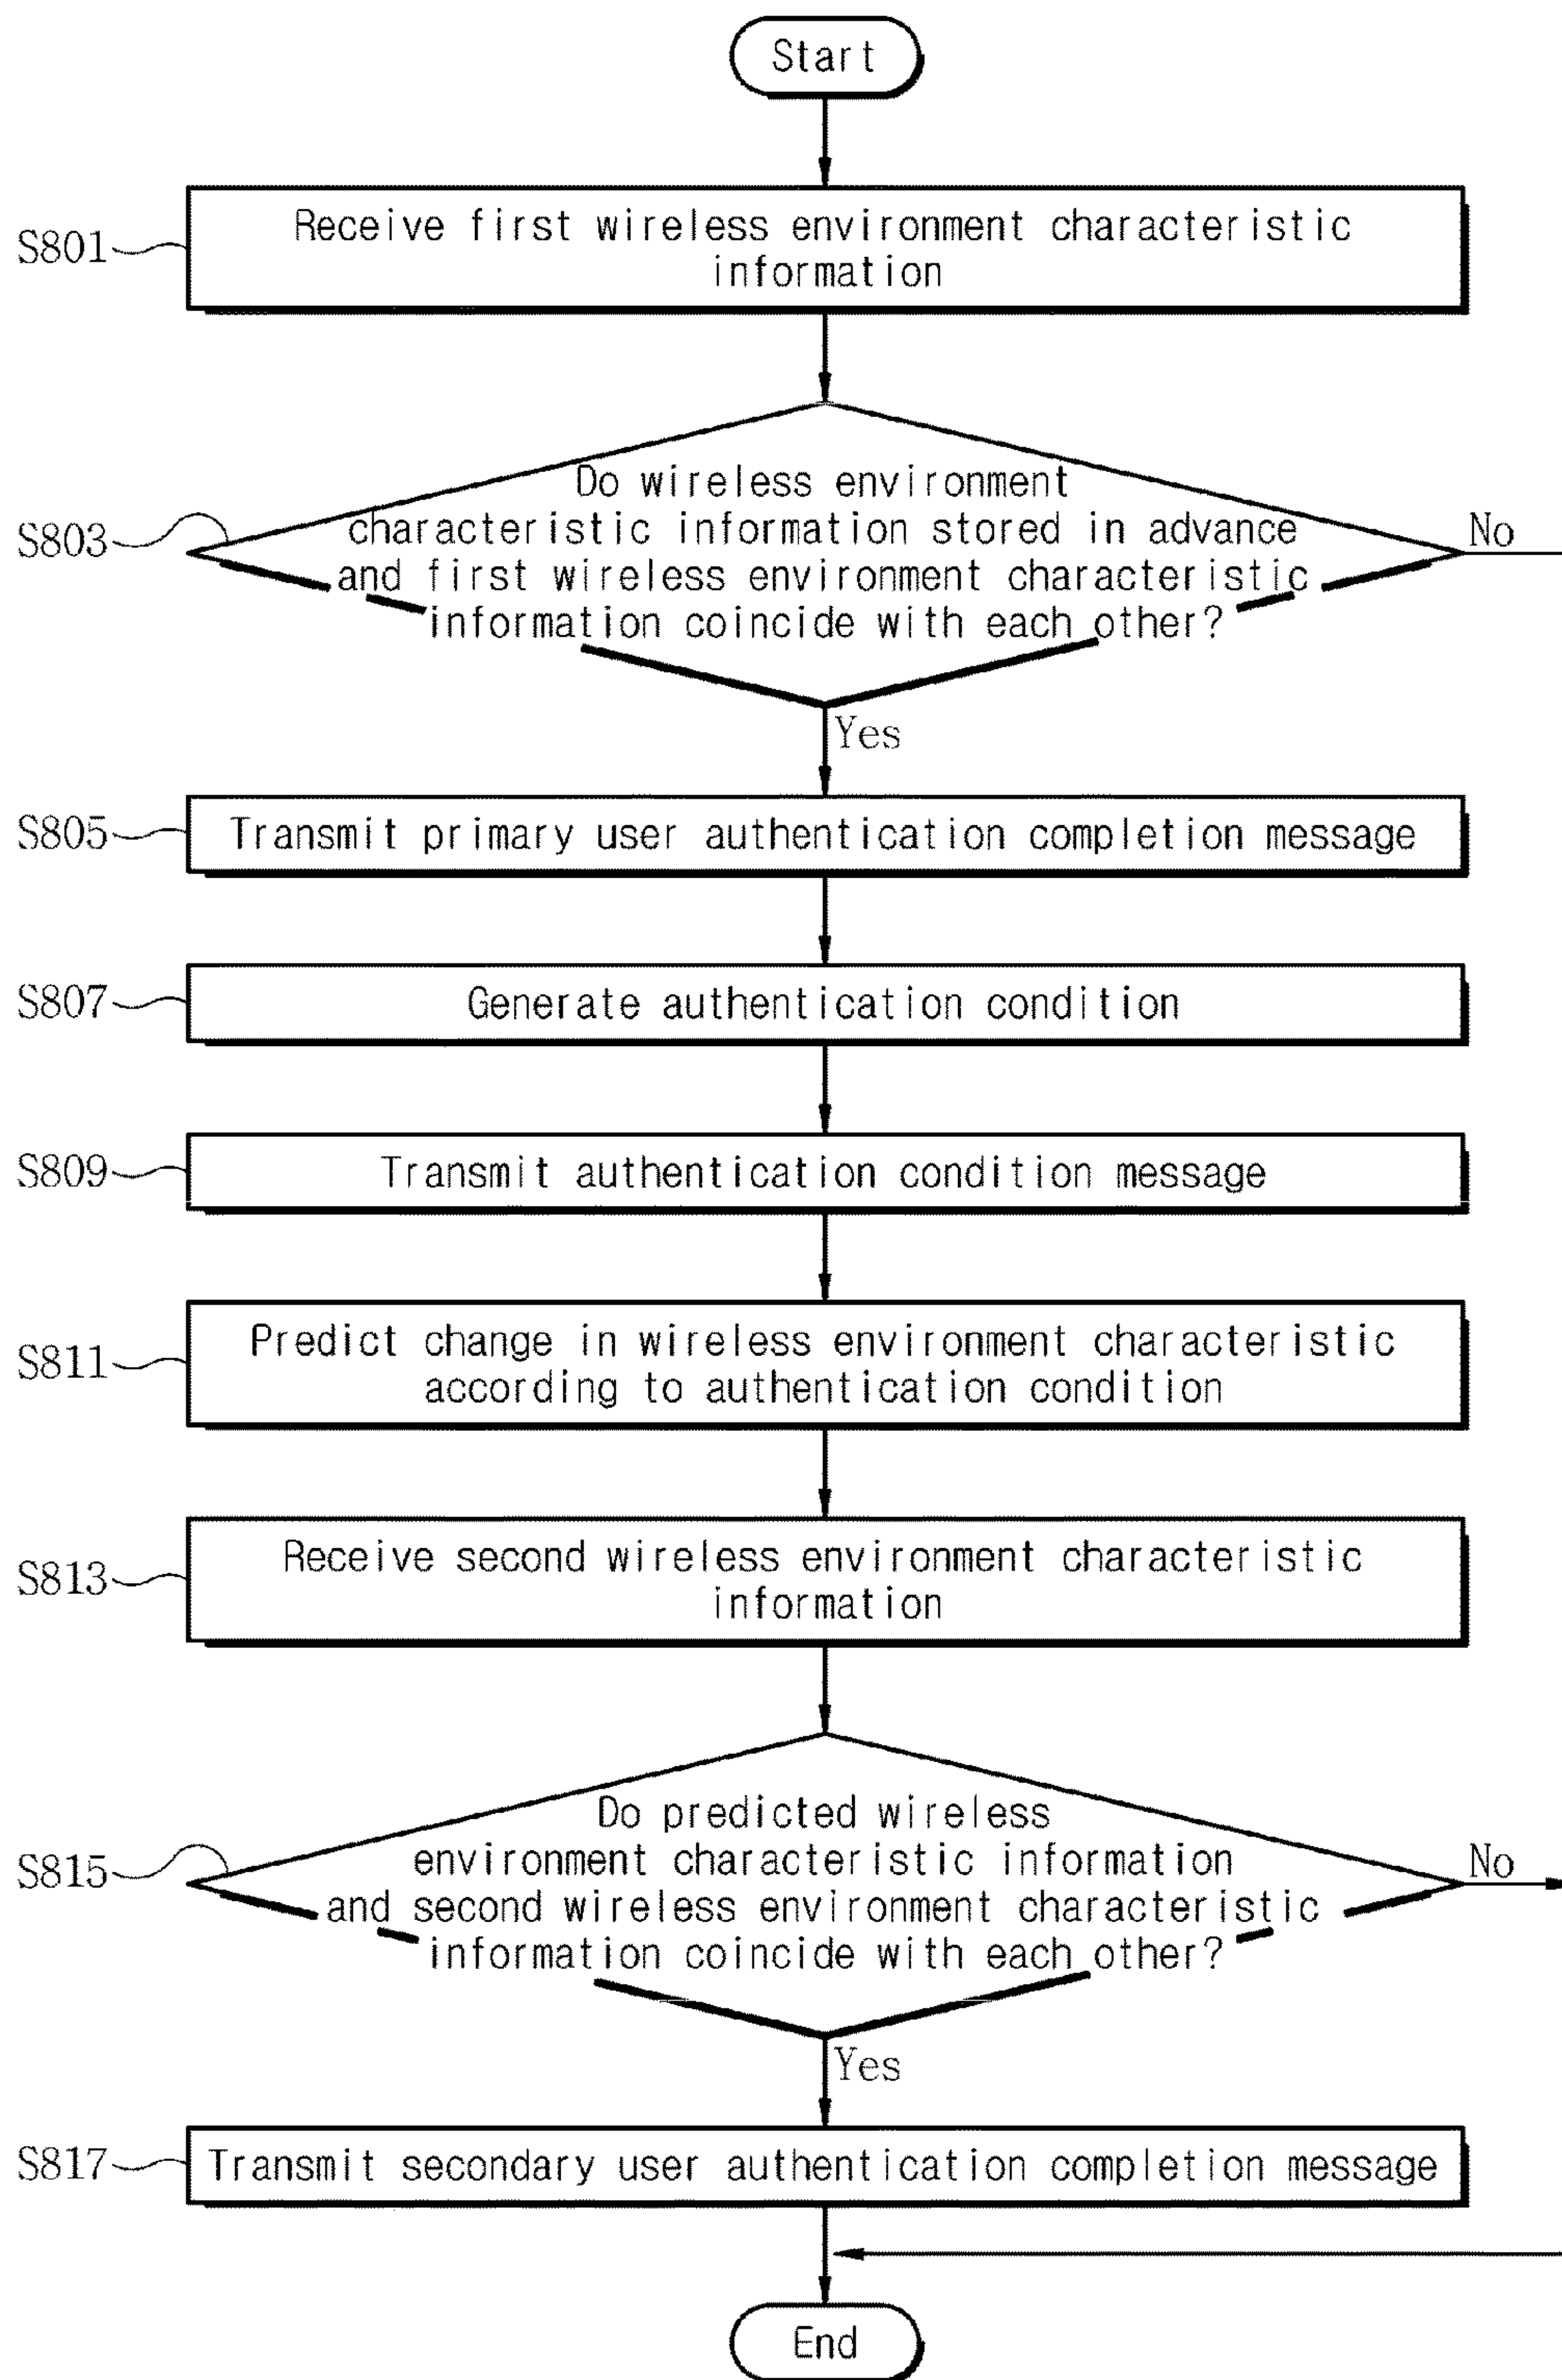 Start
S801
Receive first wireless environment characteristic
information
S803
Do wireless environment
characteristic information stored in advance
and first wireless environment characteristic
information coincide with each other?
No
Yes
S805
Transmit primary user authentication completion message
S807
Generate authentication condition
S809
Transmit authentication condition message
S811
Predict change in wireless environment characteristic
according to authentication condition
S813
Receive second wireless environment characteristic
information
S815
Do predicted wireless
environment characteristic information
and second wireless environment characteristic
information coincide with each other?
No
Yes
S817
Transmit secondary user authentication completion message
End